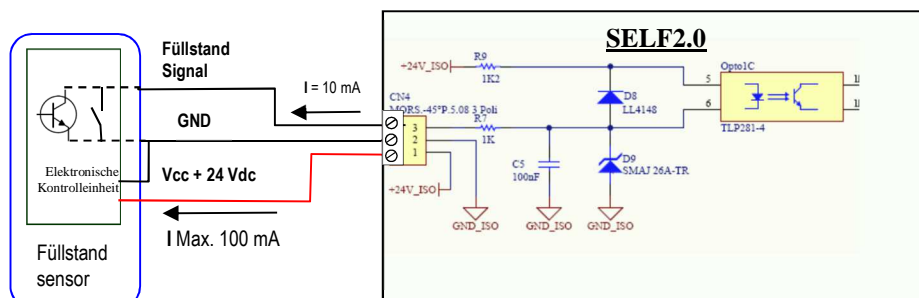 SELF2.0
Füllstand
Signal
I = 10 mA
GND
Vcc + 24 Vdc
I Max. 100 mA
Elektronische
Kontrolleinheit
Füllstand
sensor
+24V_ISO
R9
1K2
CN4
MORS.-45°P.5.08 3 Poli
3
2
1
R7
1K
+24V_ISO
C5
100nF
D8
LL4148
D9
SMAJ 26A-TR
GND_ISO
GND_ISO
GND_ISO
Opto1C
5
6
TLP281-4